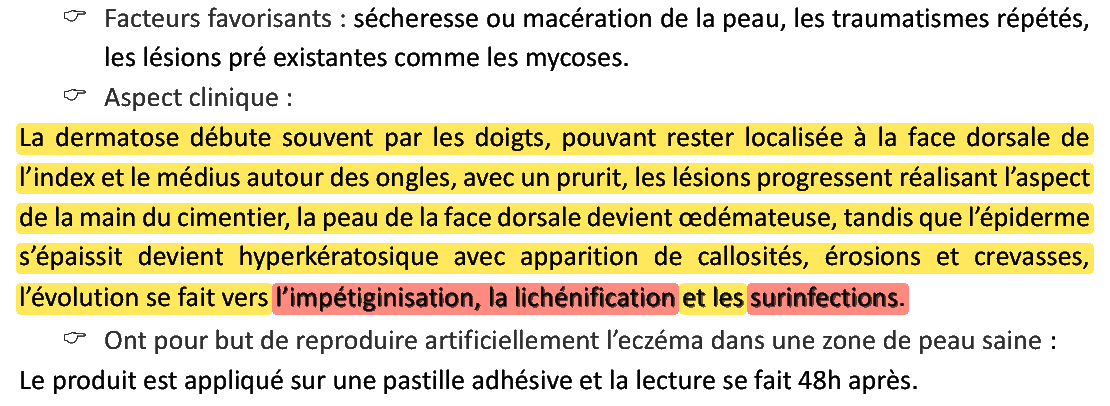 ☞ Facteurs favorisants : sécheresse ou macération de la peau, les traumatismes répétés,
les lésions pré existantes comme les mycoses.
☞ Aspect clinique :
La dermatose débute souvent par les doigts, pouvant rester localisée à la face dorsale de
l’index et le médius autour des ongles, avec un prurit, les lésions progressent réalisant l’aspect
de la main du cimentier, la peau de la face dorsale devient œdémateuse, tandis que l’épiderme
s’épaissit devient hyperkératosique avec apparition de callosités, érosions et crevasses,
l’évolution se fait vers l’impétiginisation, la lichénification et les surinfections.
☞ Ont pour but de reproduire artificiellement l’eczéma dans une zone de peau saine :
Le produit est appliqué sur une pastille adhésive et la lecture se fait 48h après.